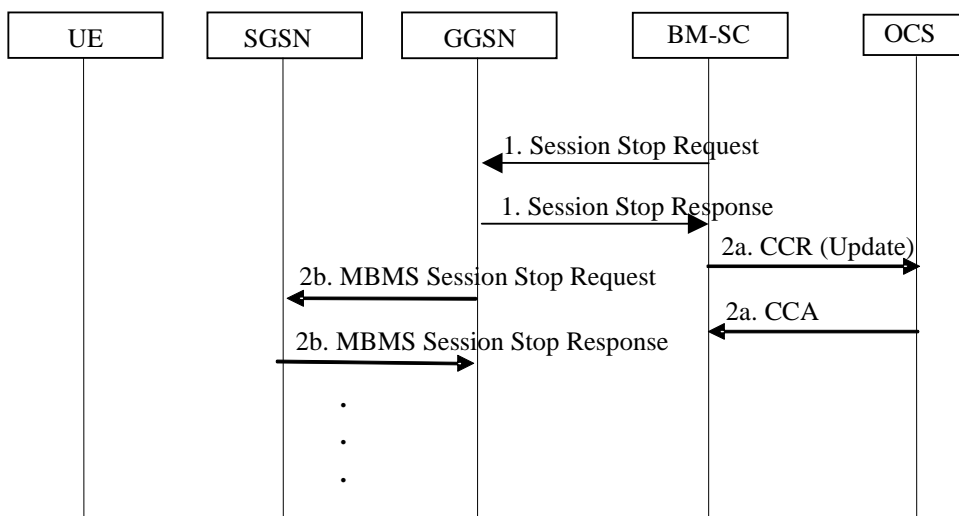 UE
SGSN
GGSN
BM-SC
OCS
1. Session Stop Request
1. Session Stop Response
2a. CCR (Update)
2b. MBMS Session Stop Request
2a. CCA
2b. MBMS Session Stop Response
.
.
.